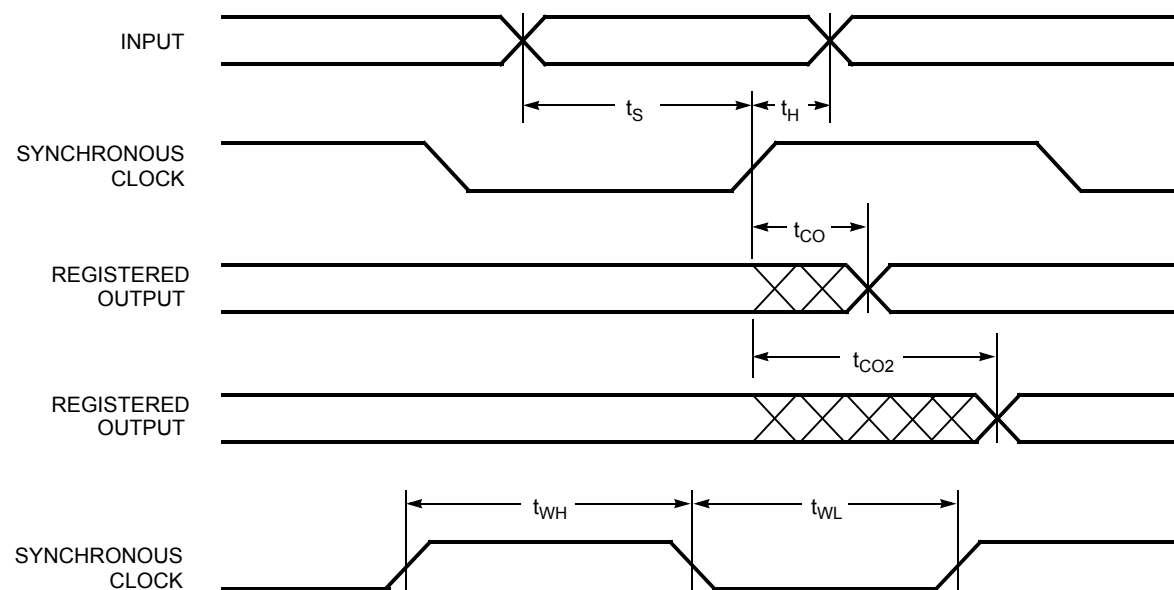 INPUT
tS
tH
SYNCHRONOUS
CLOCK
tCO
REGISTERED
OUTPUT
tCO2
REGISTERED
OUTPUT
tWH
tWL
SYNCHRONOUS
CLOCK